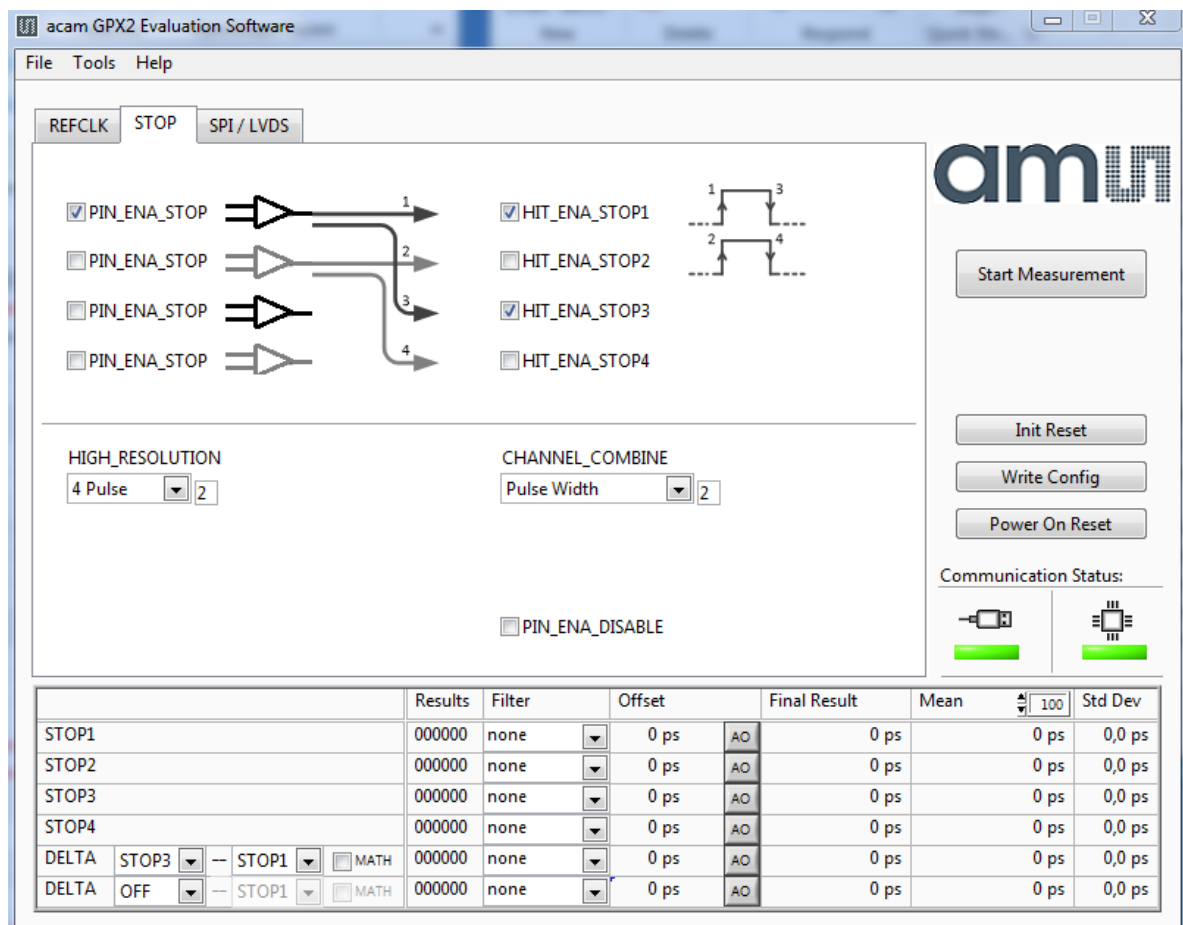 acam GPX2 Evaluation Software
New Delete Respond
File Tools Help
REFCLK STOP SPI / LVDS
amu
PIN_ENA_STOP 1 HIT_ENA_STOP1 1 3
PIN_ENA_STOP 2 HIT_ENA_STOP2 2 4
PIN_ENA_STOP 3 HIT_ENA_STOP3
PIN_ENA_STOP 4 HIT_ENA_STOP4
Start Measurement
HIGH_RESOLUTION CHANNEL_COMBINE
4 Pulse 2 Pulse Width 2
PIN_ENA_DISABLE
Init Reset
Write Config
Power On Reset
Communication Status:
Results Filter Offset Final Result Mean 100 Std Dev
STOP1 000000 none 0 ps AO 0 ps 0 ps 0,0 ps
STOP2 000000 none 0 ps AO 0 ps 0 ps 0,0 ps
STOP3 000000 none 0 ps AO 0 ps 0 ps 0,0 ps
STOP4 000000 none 0 ps AO 0 ps 0 ps 0,0 ps
DELTA STOP3 -- STOP1 MATH 000000 none 0 ps AO 0 ps 0 ps 0,0 ps
DELTA OFF -- STOP1 MATH 000000 none 0 ps AO 0 ps 0 ps 0,0 ps